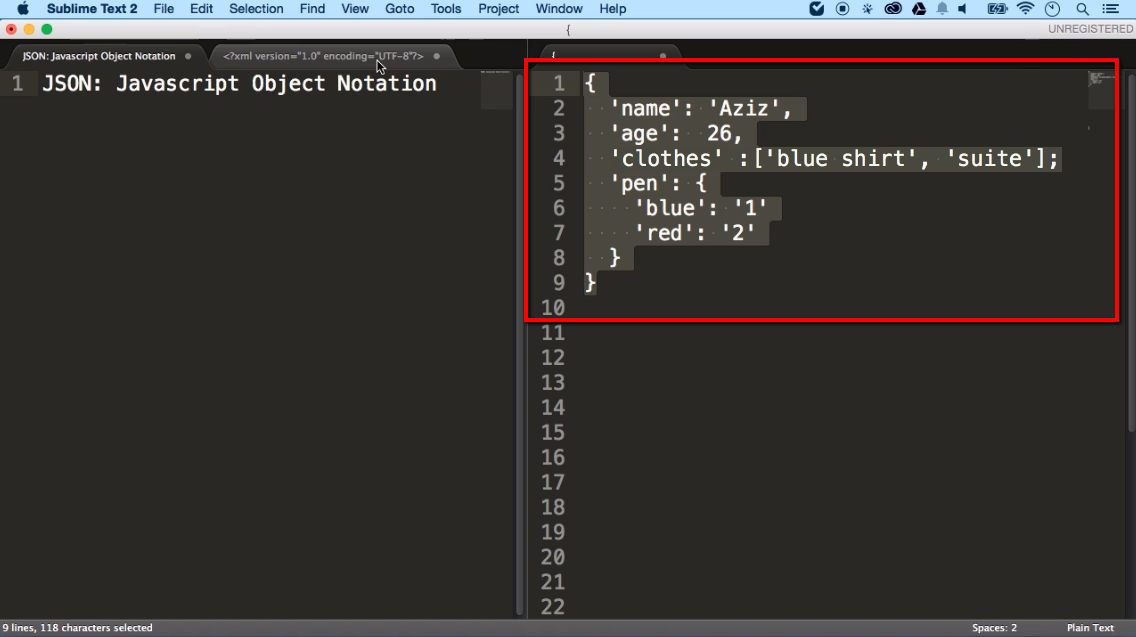 Sublime Text 2 File Edit Selection Find View Goto Tools Project Window Help
{
UNREGISTERED
JSON: Javascript Object Notation
<?xml version="1.0" encoding="UTF-8"?>
{
1 JSON: Javascript Object Notation
1 {
2 'name': 'Aziz',
3 'age': 26,
4 'clothes' :['blue shirt', 'suite'];
5 'pen': {
6 'blue': '1'
7 'red': '2'
8 }
9 }
10
11
12
13
14
15
16
17
18
19
20
21
22
9 lines, 118 characters selected
Spaces: 2
Plain Text